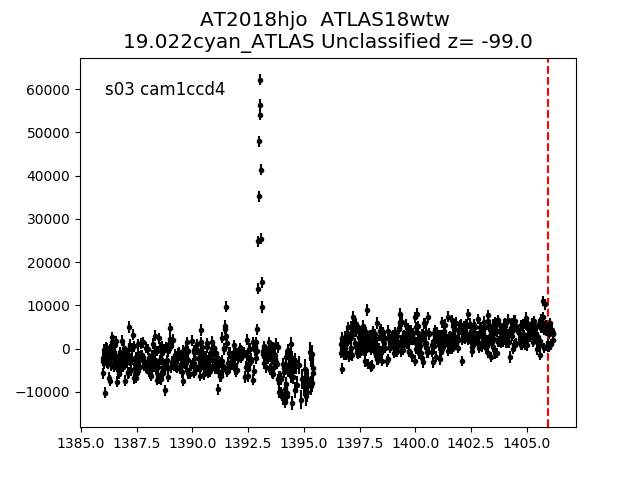 AT2018hjo  ATLAS18wtw
19.022cyan_ATLAS Unclassified z= -99.0
s03 cam1ccd4
60000
50000
40000
30000
20000
10000
0
−10000
1385.0 1387.5 1390.0 1392.5 1395.0 1397.5 1400.0 1402.5 1405.0